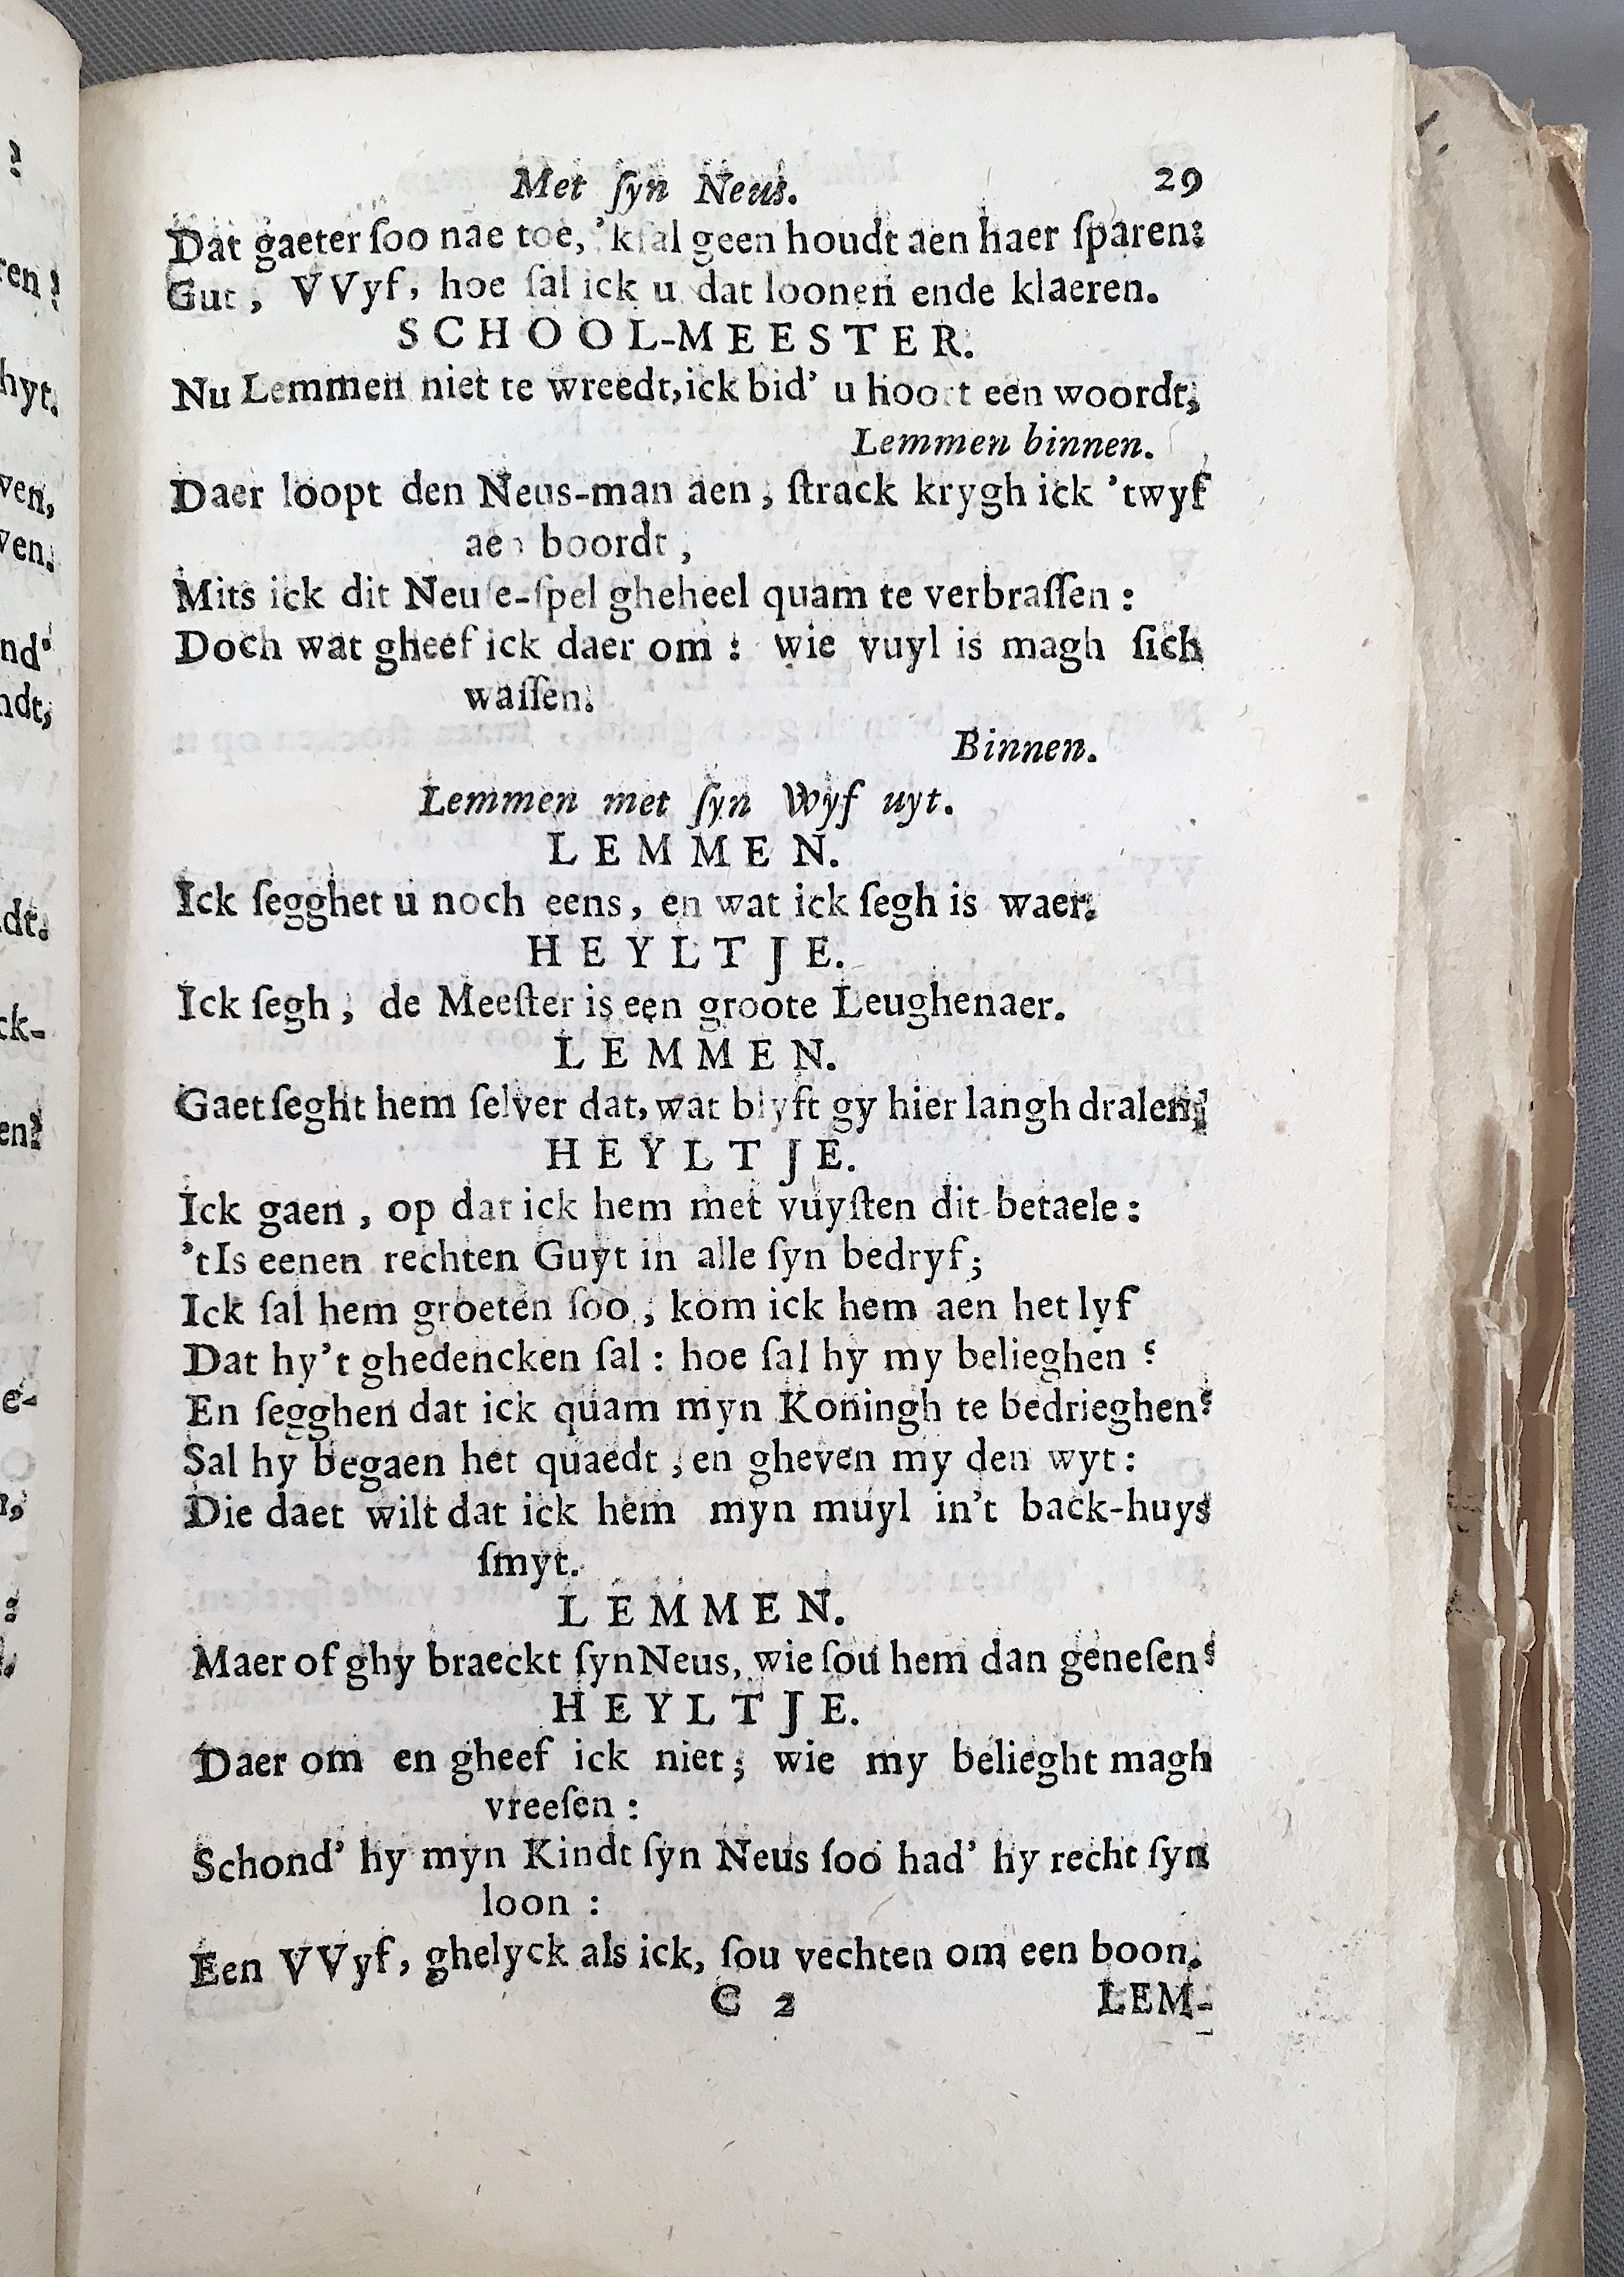 Met ſyn Neus. 29
Dat gaeter ſoo nae toe, 'kſal geen houdt aen haer ſparen:
Gut, VVyf, hoe ſal ick u dat loonen ende klaeren.
SCHOOL-MEESTER.
Nu Lemmen niet te wreedt, ick bid' u hoort een woordt,
Lemmen binnen.
Daer loopt den Neus-man aen, ſtrack krygh ick 'twyf
aen boordt,
Mits ick dit Neuſe-ſpel gheheel quam te verbraſſen:
Doch wat gheef ick daer om: wie vuyl is magh ſich
waſſen.
Binnen.
Lemmen met ſyn Wyf uyt.
LEMMEN.
Ick ſegghet u noch eens, en wat ick ſegh is waer.
HEYLTJE.
Ick ſegh, de Meeſter is een groote Leughenaer.
LEMMEN.
Gaet ſeght hem ſelver dat, wat blyft gy hier langh dralen,
HEYLTJE.
Ick gaen, op dat ick hem met vuyſten dit betaele:
'tIs eenen rechten Guyt in alle ſyn bedryf;
Ick ſal hem groeten ſoo, kom ick hem aen het lyf
Dat hy't ghedencken ſal: hoe ſal hy my belieghen?
En ſegghen dat ick quam myn Koningh te bedrieghen?
Sal hy begaen het quaedt, en gheven my den wyt:
Die daet wilt dat ick hem myn muyl in't back-huys
ſmyt.
LEMMEN.
Maer of ghy braeckt ſyn Neus, wie ſou hem dan geneſen?
HEYLTJE.
Daer om en gheef ick niet; wie my belieght magh
vreeſen:
Schond' hy myn Kindt ſyn Neus ſoo had' hy recht ſyn
loon:
Een VVyf, ghelyck als ick, ſou vechten om een boon.
C 2 LEM-